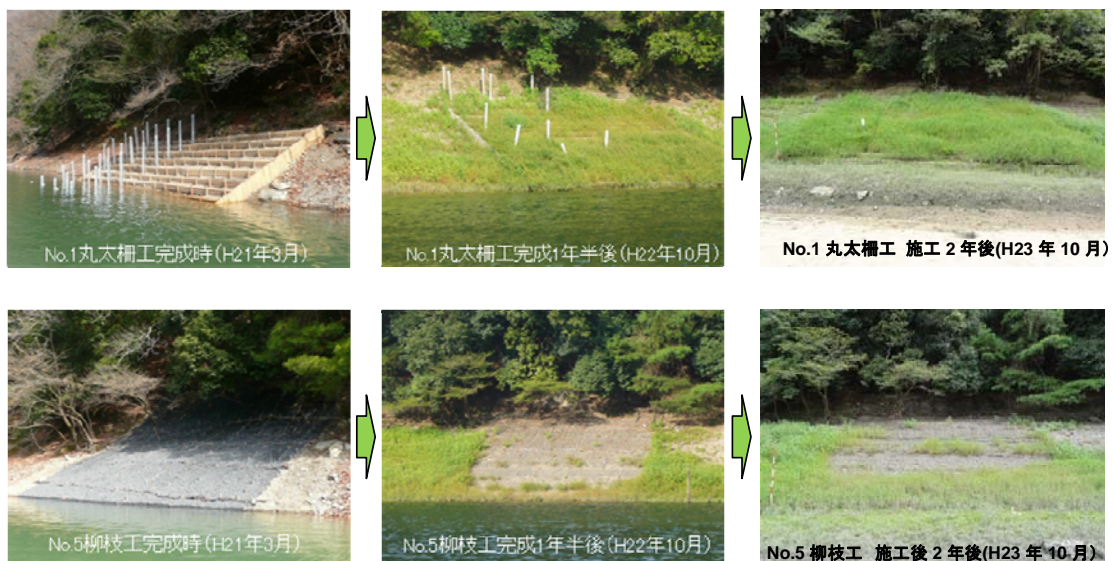 No.1丸太柵工完成時(H21年3月)
No.1丸太柵工完成1年半後(H22年10月)
No.1 丸太柵工 施工 2 年後(H23 年 10 月)
No.5柳枝工完成時(H21年3月)
No.5柳枝工完成1年半後(H22年10月)
No.5 柳枝工 施工後 2 年後(H23 年 10 月)